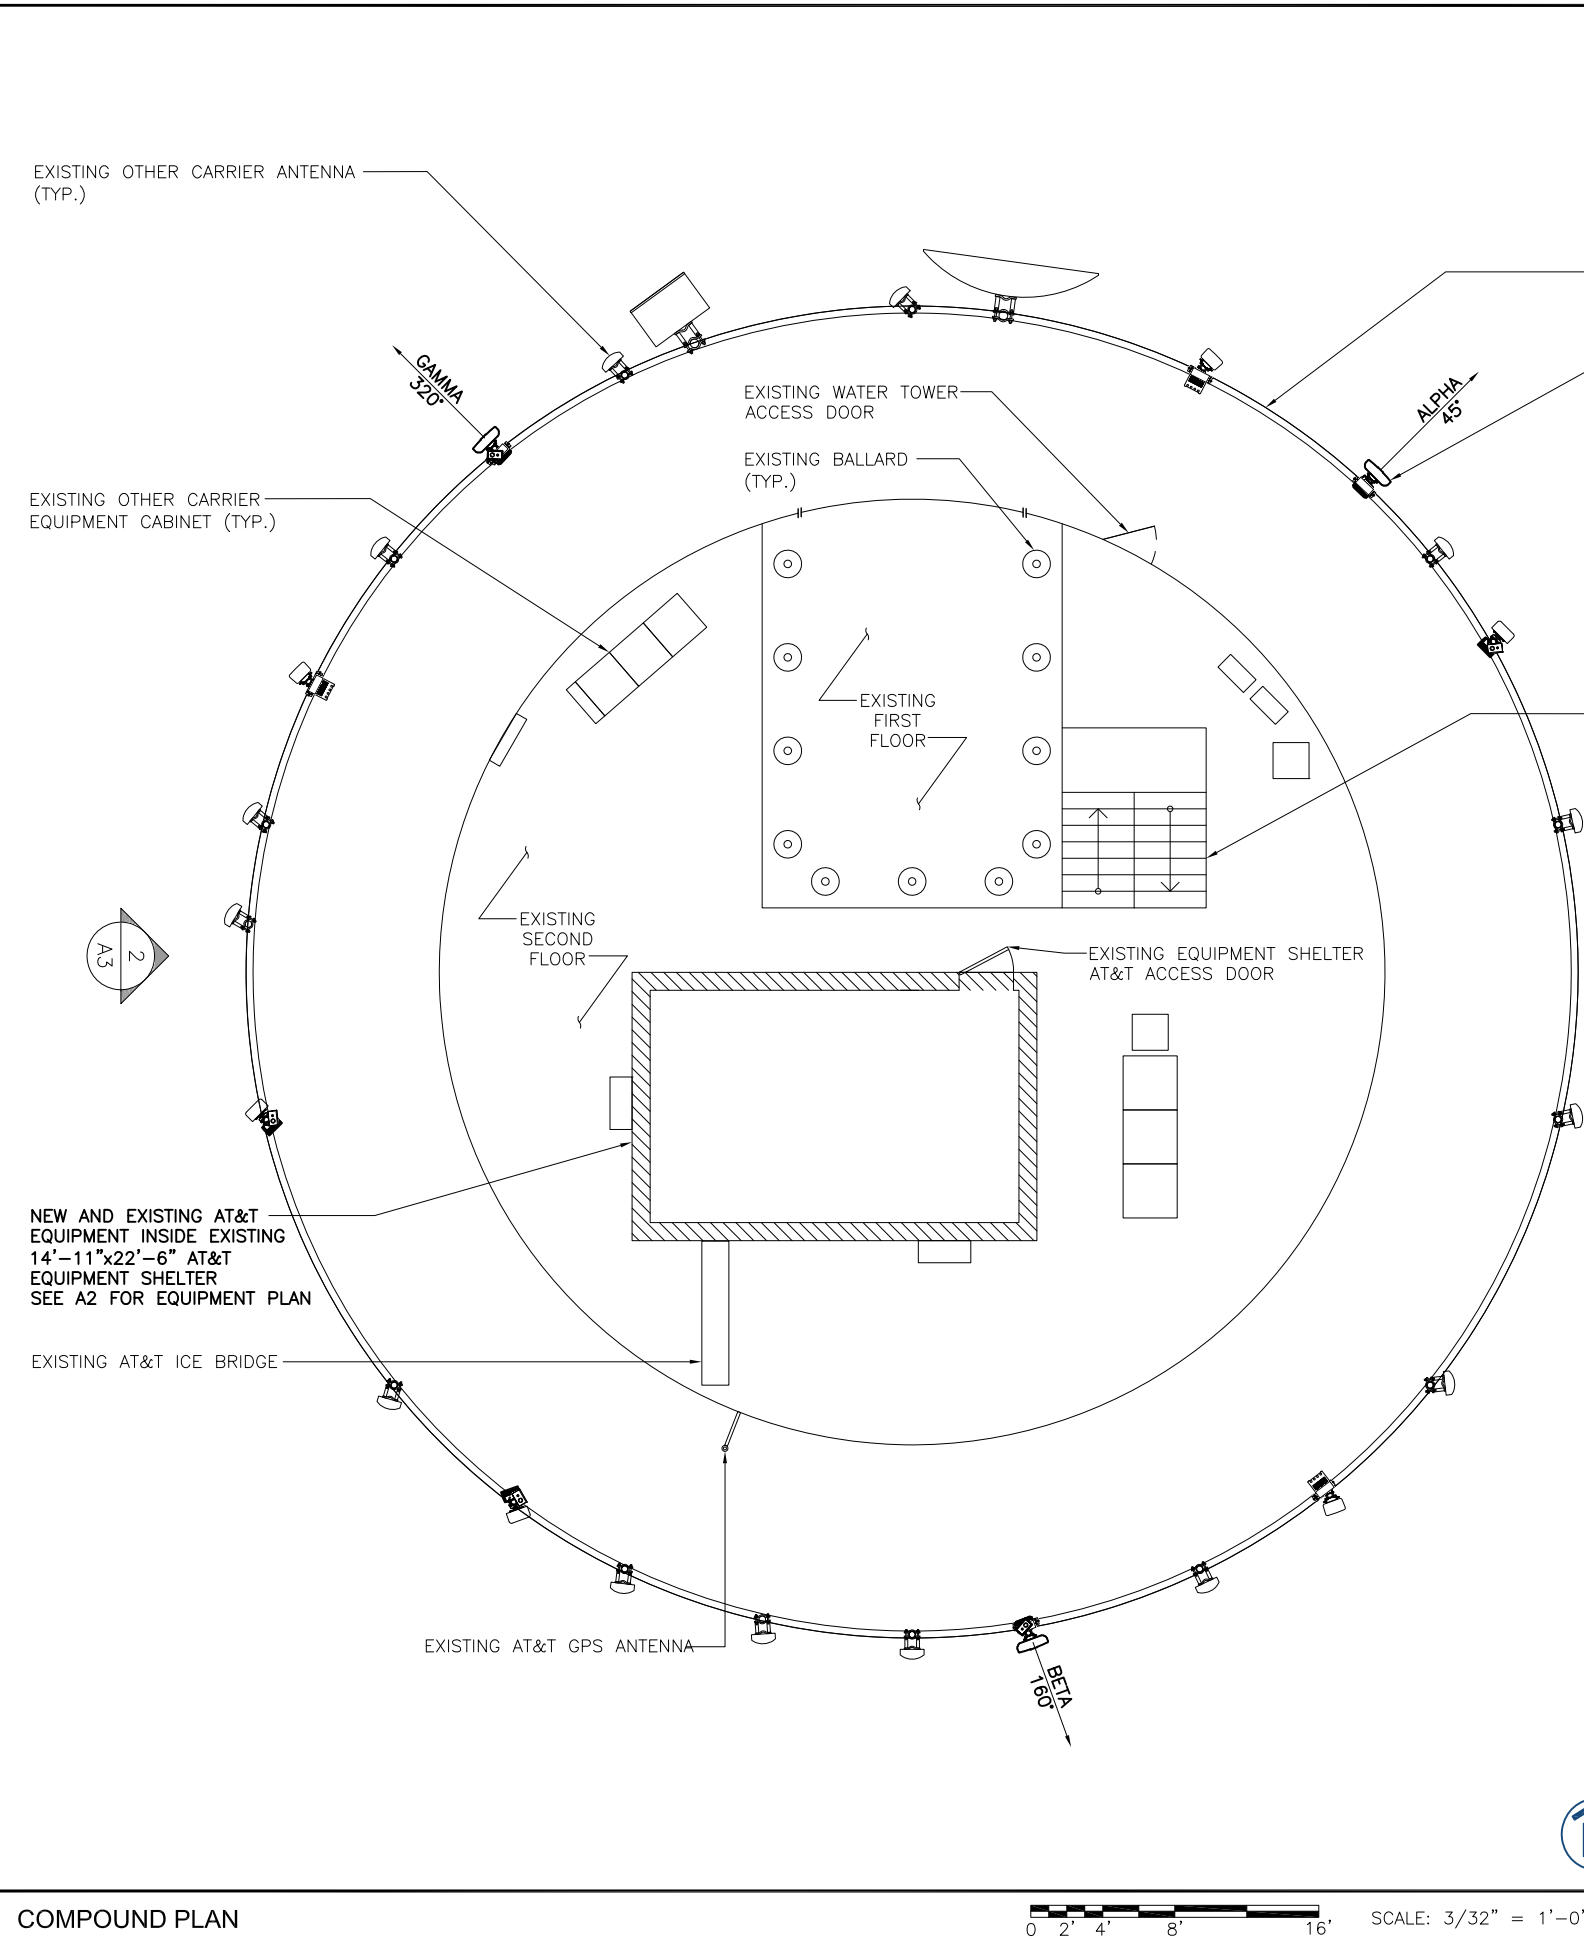 EXISTING OTHER CARRIER ANTENNA
(TYP.)
GAMMA
320°
ALPHA
45°
EXISTING WATER TOWER
ACCESS DOOR
EXISTING BALLARD
(TYP.)
EXISTING OTHER CARRIER
EQUIPMENT CABINET (TYP.)
EXISTING
FIRST
FLOOR
EXISTING
SECOND
FLOOR
2
A3
EXISTING EQUIPMENT SHELTER
AT&T ACCESS DOOR
NEW AND EXISTING AT&T
EQUIPMENT INSIDE EXISTING
14'-11"x22'-6" AT&T
EQUIPMENT SHELTER
SEE A2 FOR EQUIPMENT PLAN
EXISTING AT&T ICE BRIDGE
EXISTING AT&T GPS ANTENNA
BETA
160°
COMPOUND PLAN
0 2' 4' 8' 16'
SCALE: 3/32" = 1'-0"